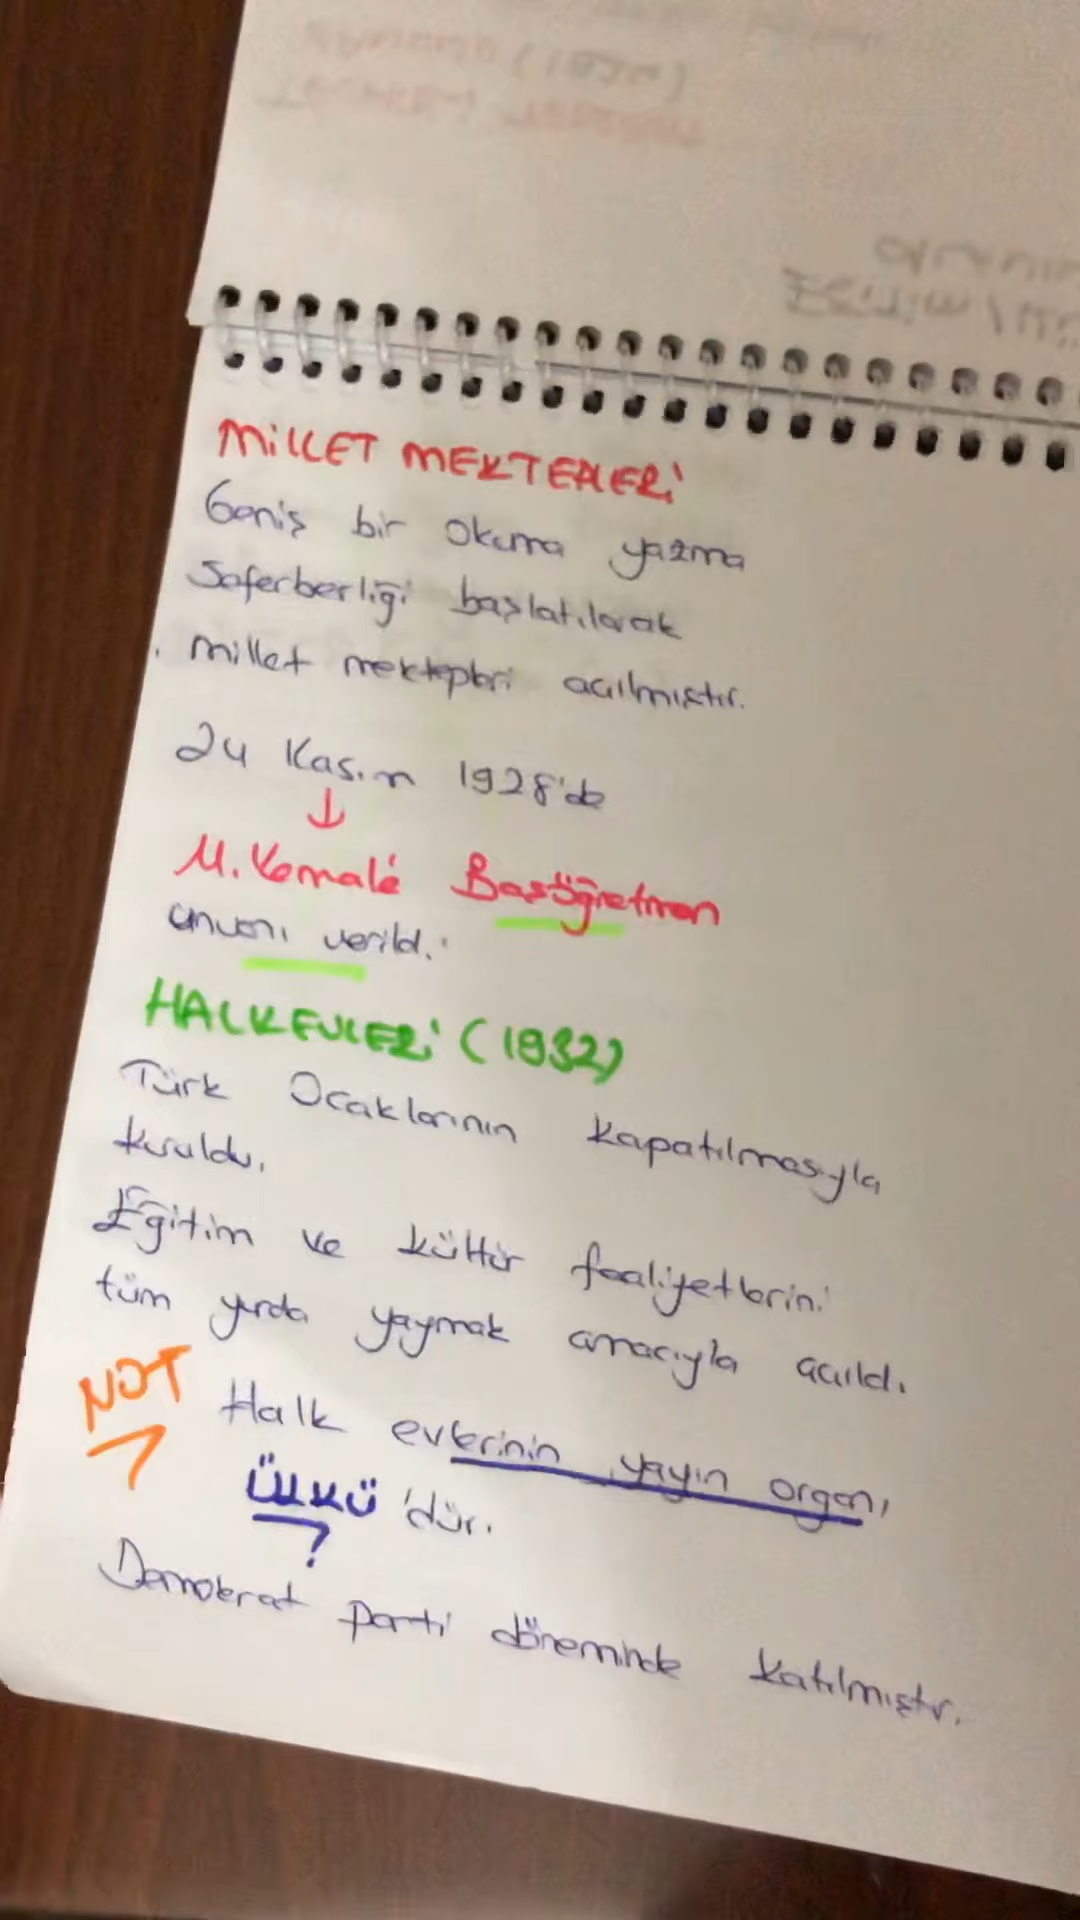 MİLLET MEKTEPLERİ
Geniş bir okuma yazma
Seferberliği başlatılarak
millet mektepleri açılmıştır.
24 Kasım 1928'de
↓
M.Kemale Başöğretmen
unvanı verildi
HALKEVLERİ (1932)
Türk Ocaklarının kapatılmasıyla
kuruldu.
Eğitim ve kültür faaliyetlerini
tüm yurda yaymak amacıyla açıldı.
NOT Halk evlerinin yayın organı
ÜLKÜ'dür.
Demokrat parti döneminde katılmıştır.